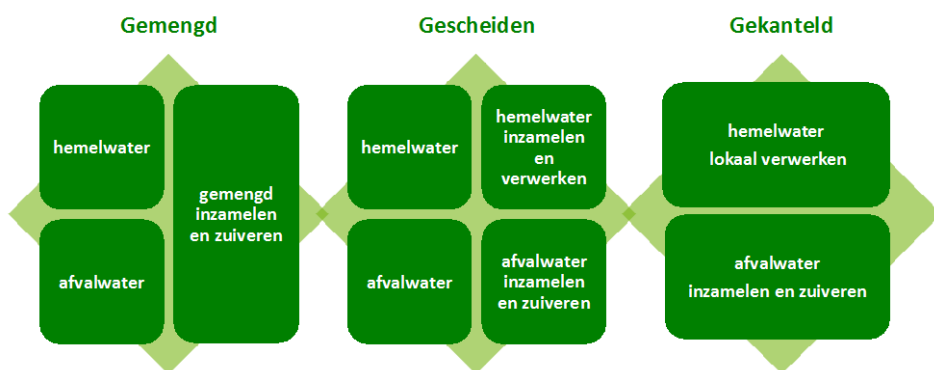 Gemengd
hemelwater
afvalwater
gemengd
inzamelen
en zuiveren
Gescheiden
hemelwater
hemelwater
inzamelen
en
verwerken
afvalwater
afvalwater
inzamelen
en zuiveren
Gekanteld
hemelwater
lokaal verwerken
afvalwater
inzamelen en zuiveren